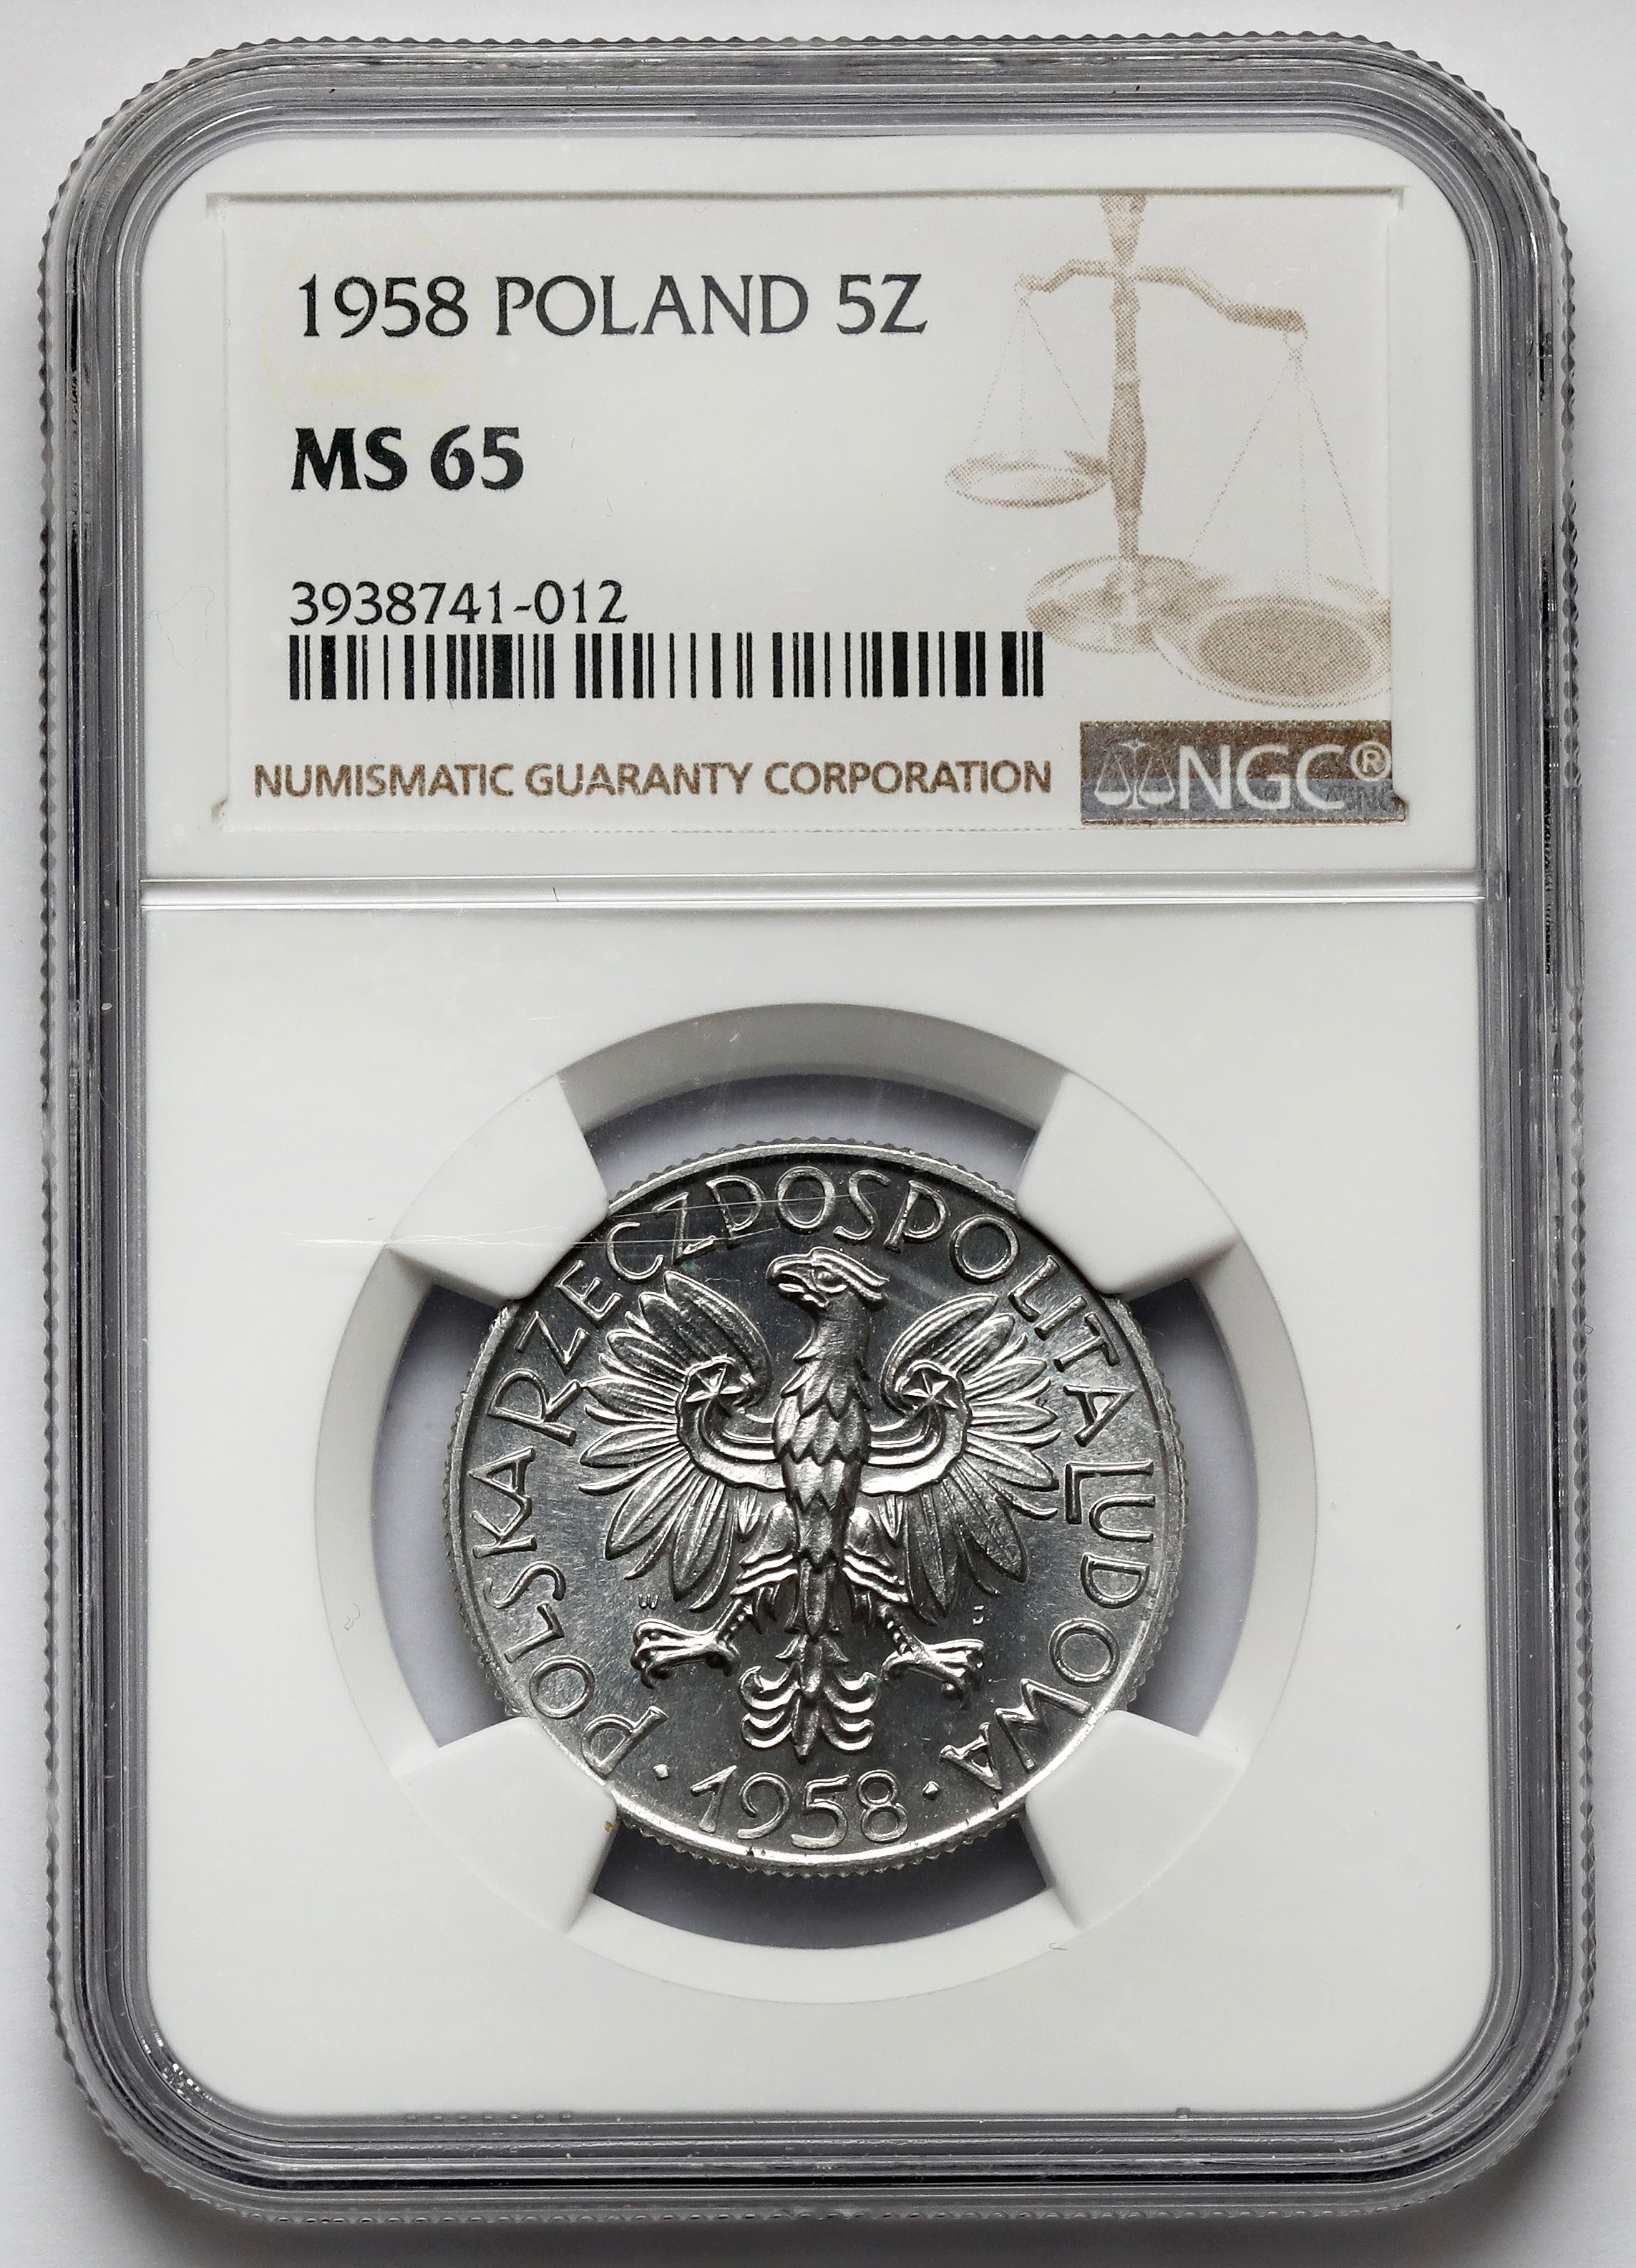 1958 POLAND 5Z
MS 65
3938741-012
NUMISMATIC GUARANTY CORPORATION
NGC®
POLSKA RZECZPOSPOLITA LUDOWA
W J
· 1958 ·